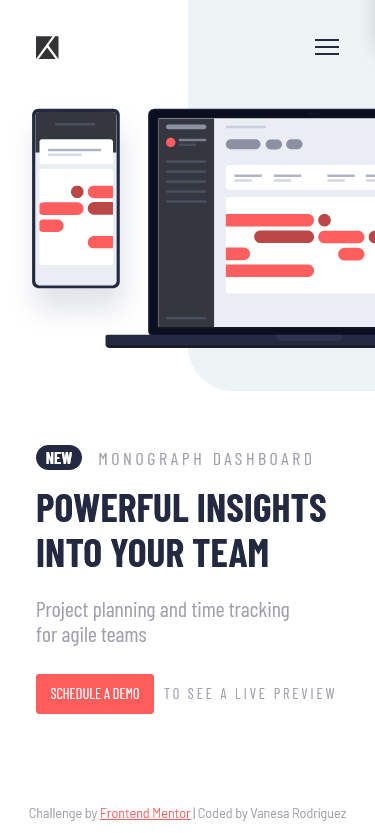 NEW MONOGRAPH DASHBOARD
POWERFUL INSIGHTS
INTO YOUR TEAM
Project planning and time tracking
for agile teams
SCHEDULE A DEMO TO SEE A LIVE PREVIEW
Challenge by Frontend Mentor | Coded by Vanesa Rodríguez